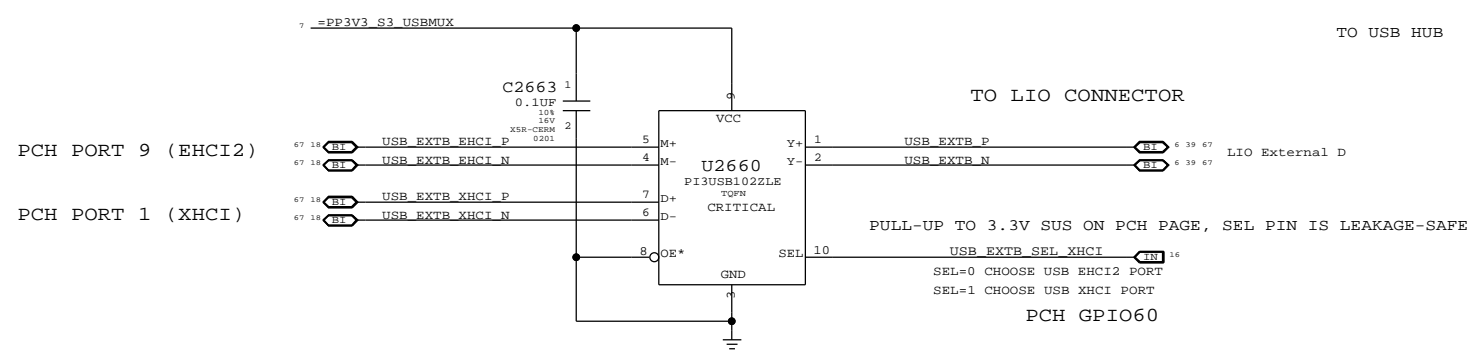 7 =PP3V3_S3_USBMUX
TO USB HUB
C2663 1
0.1UF
10%
16V
X5R-CERM 2
0201
TO LIO CONNECTOR
9
VCC
PCH PORT 9 (EHCI2)
67 18 BI USB_EXTB_EHCI_P 5 M+
67 18 BI USB_EXTB_EHCI_N 4 M-
Y+ 1 USB_EXTB_P BI 6 39 67
Y- 2 USB_EXTB_N BI 6 39 67
LIO External D
U2660
PI3USB102ZLE
TQFN
CRITICAL
PCH PORT 1 (XHCI)
67 18 BI USB_EXTB_XHCI_P 7 D+
67 18 BI USB_EXTB_XHCI_N 6 D-
PULL-UP TO 3.3V SUS ON PCH PAGE, SEL PIN IS LEAKAGE-SAFE
8 OE*
SEL 10 USB_EXTB_SEL_XHCI IN 16
SEL=0 CHOOSE USB EHCI2 PORT
SEL=1 CHOOSE USB XHCI PORT
GND
3
PCH GPIO60